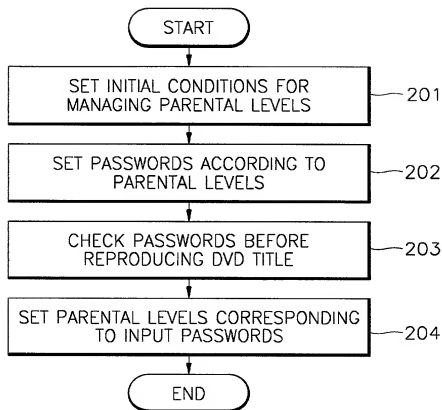 START
SET INITIAL CONDITIONS FOR
MANAGING PARENTAL LEVELS
201
SET PASSWORDS ACCORDING TO
PARENTAL LEVELS
202
CHECK PASSWORDS BEFORE
REPRODUCING DVD TITLE
203
SET PARENTAL LEVELS CORRESPONDING
TO INPUT PASSWORDS
204
END